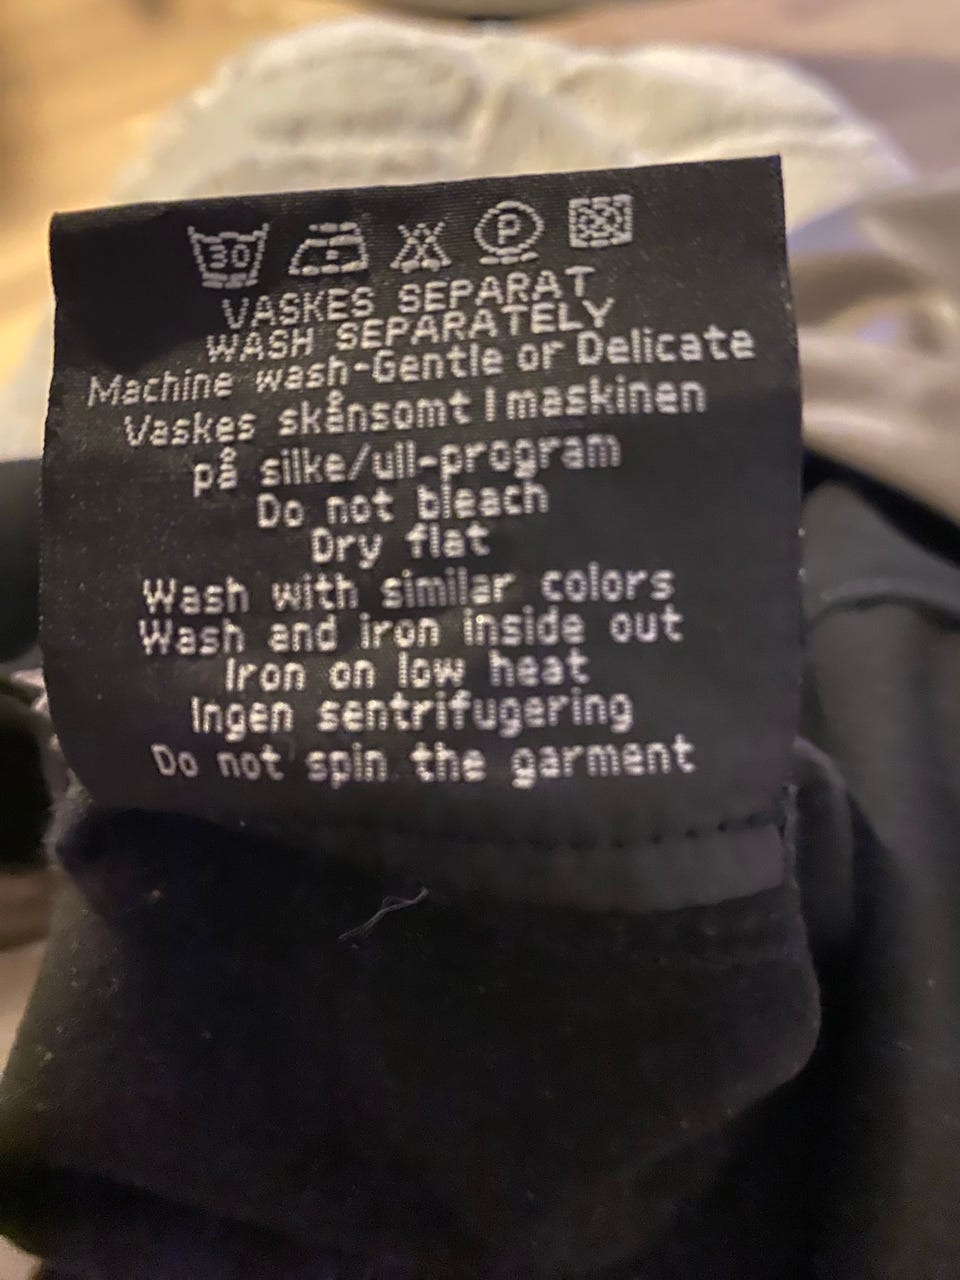 30 P
VASKES SEPARAT
WASH SEPARATELY
Machine wash-Gentle or Delicate
Vaskes skånsomt I maskinen
på silke/ull-program
Do not bleach
Dry flat
Wash with similar colors
Wash and iron inside out
Iron on low heat
Ingen sentrifugering
Do not spin the garment